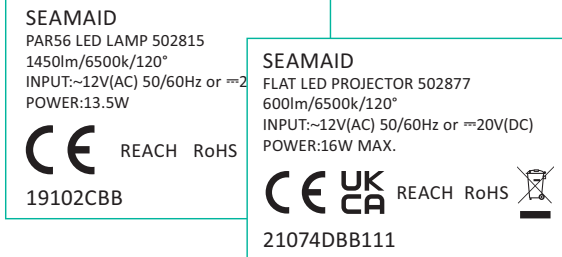 SEAMAID
PAR56 LED LAMP 502815
1450lm/6500k/120°
INPUT:~12V(AC) 50/60Hz or ⎓2
POWER:13.5W
CE REACH RoHS
19102CBB
SEAMAID
FLAT LED PROJECTOR 502877
600lm/6500k/120°
INPUT:~12V(AC) 50/60Hz or ⎓20V(DC)
POWER:16W MAX.
CE UKCA REACH RoHS
21074DBB111